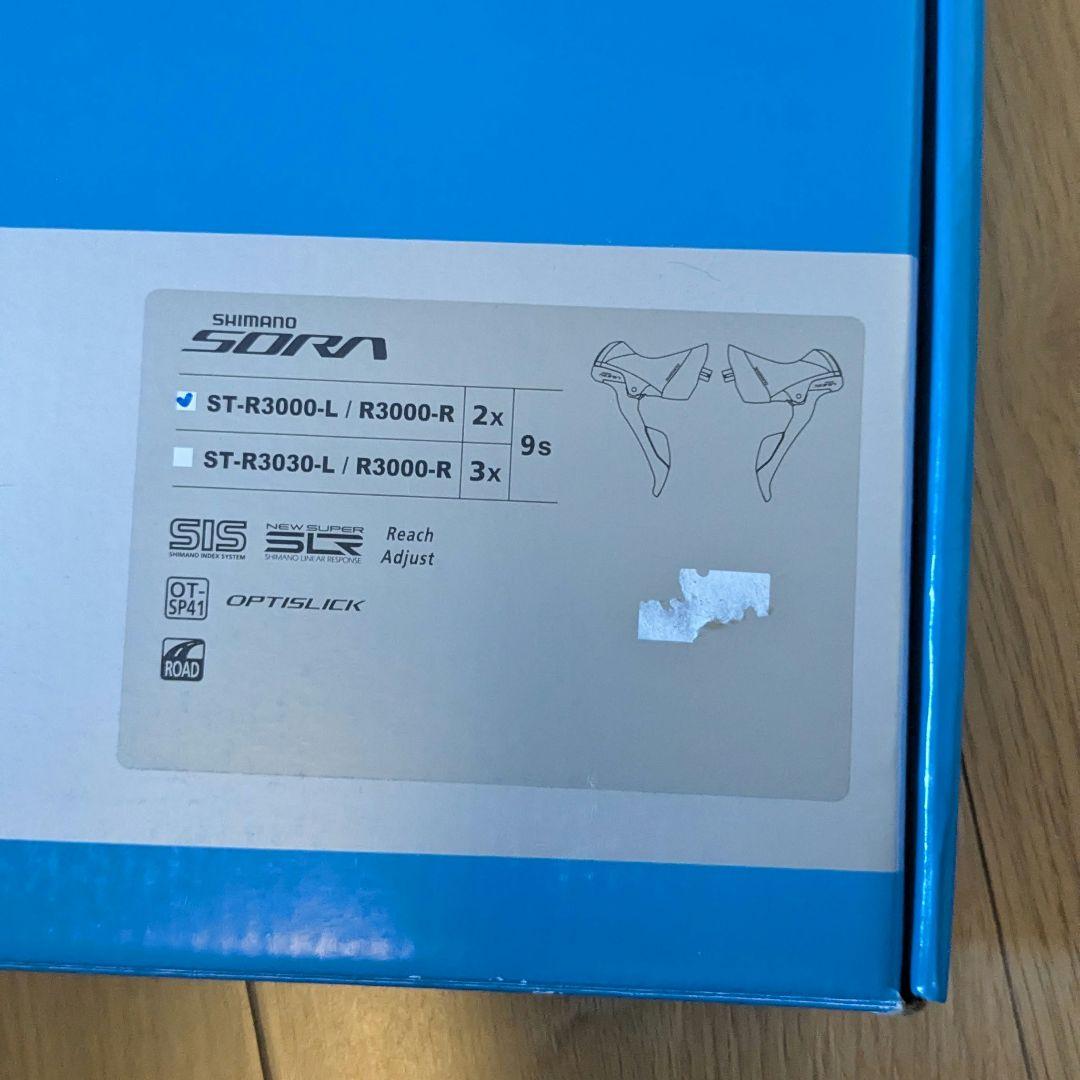 SHIMANO
SORA
ST-R3000-L / R3000-R 2x
9s
ST-R3030-L / R3000-R 3x
SIS
SHIMANO INDEX SYSTEM
NEW SUPER
SLR
SHIMANO LINEAR RESPONSE
Reach
Adjust
OT-
SP41
OPTISLICK
ROAD